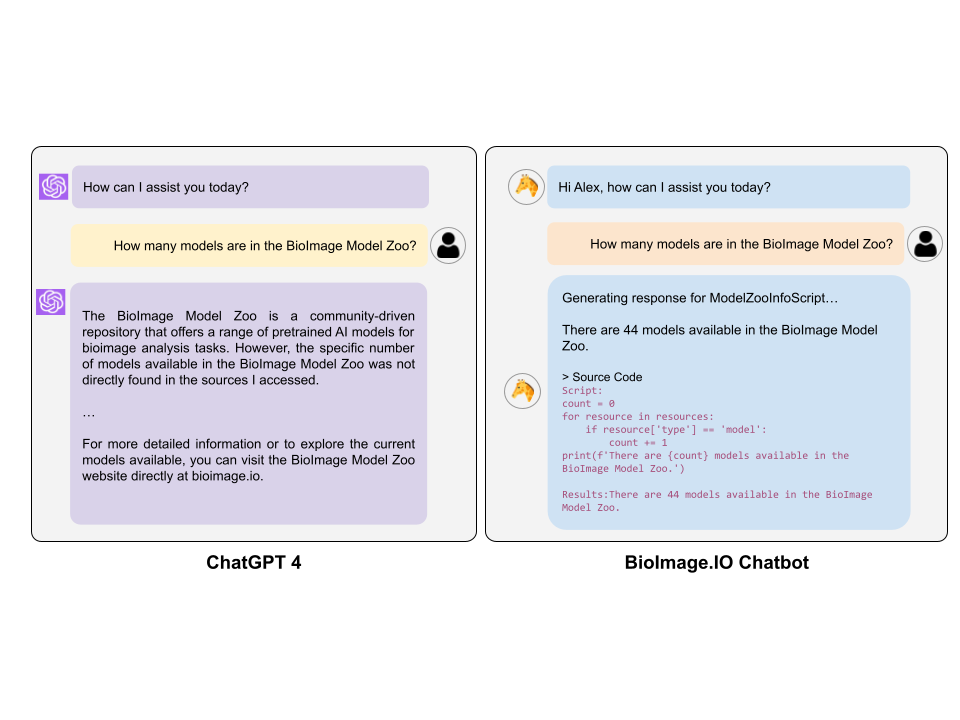 How can I assist you today?
How many models are in the BioImage Model Zoo?
The BioImage Model Zoo is a community-driven
repository that offers a range of pretrained AI models for
bioimage analysis tasks. However, the specific number
of models available in the BioImage Model Zoo was not
directly found in the sources I accessed.
…
For more detailed information or to explore the current
models available, you can visit the BioImage Model Zoo
website directly at bioimage.io.
ChatGPT 4
Hi Alex, how can I assist you today?
How many models are in the BioImage Model Zoo?
Generating response for ModelZooInfoScript…
There are 44 models available in the BioImage Model
Zoo.
> Source Code
Script:
count = 0
for resource in resources:
    if resource['type'] == 'model':
        count += 1
print(f'There are {count} models available in the
BioImage Model Zoo.')
Results:There are 44 models available in the BioImage
Model Zoo.
BioImage.IO Chatbot